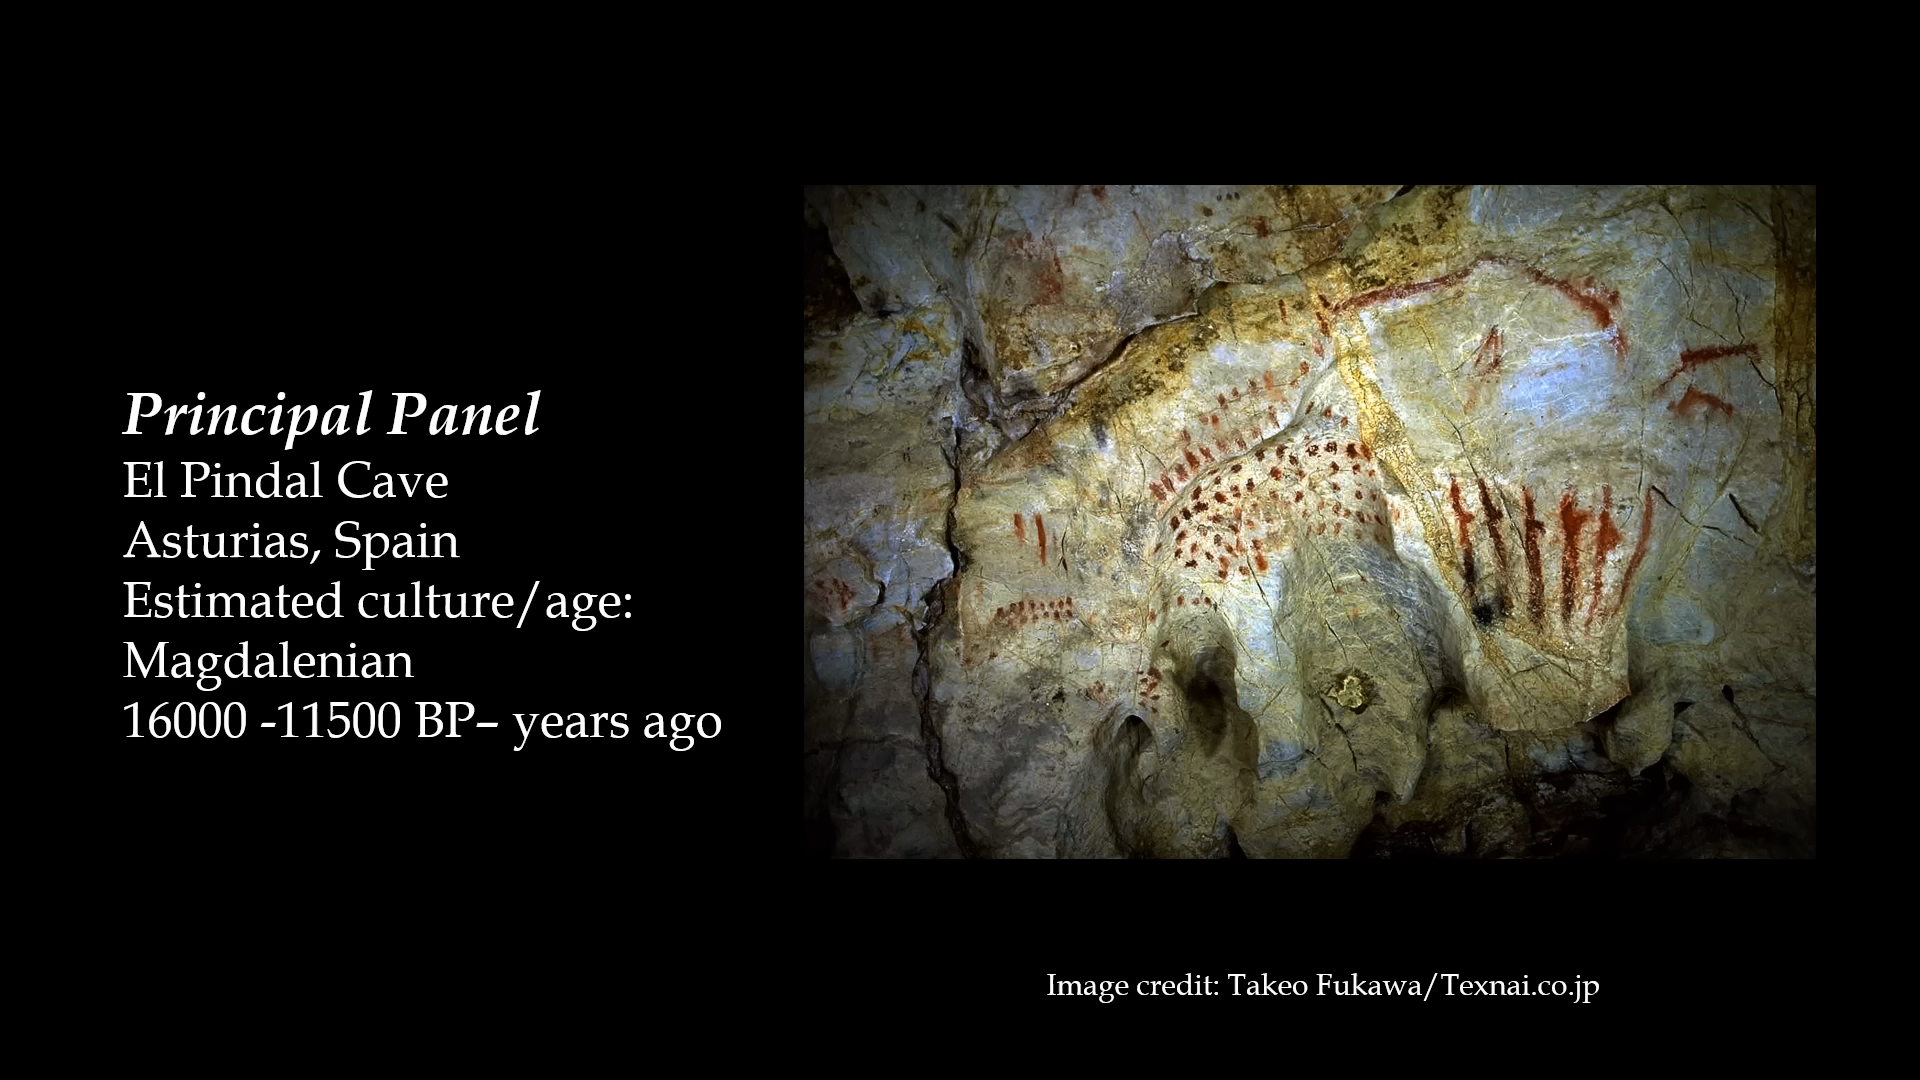 Principal Panel
El Pindal Cave
Asturias, Spain
Estimated culture/age:
Magdalenian
16000 -11500 BP– years ago
Image credit: Takeo Fukawa/Texnai.co.jp